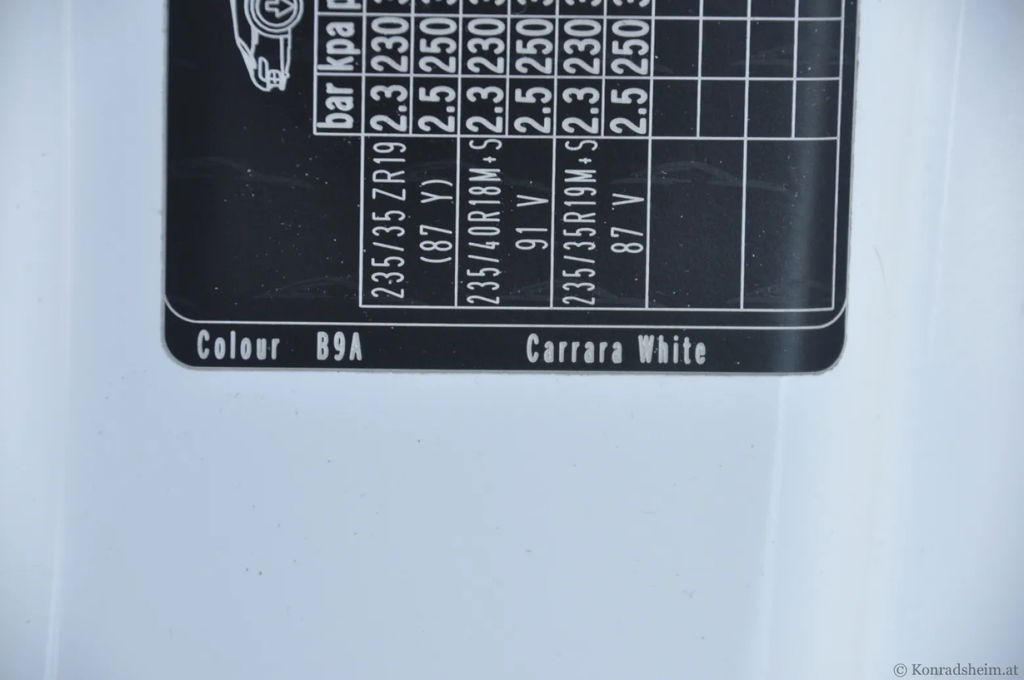 bar kpa
235/35 ZR19 2.3 230
(87 Y) 2.5 250
235/40R18M+S 2.3 230
91 V 2.5 250
235/35R19M+S 2.3 230
87 V 2.5 250
Colour B9A Carrara White
© Konradsheim.at